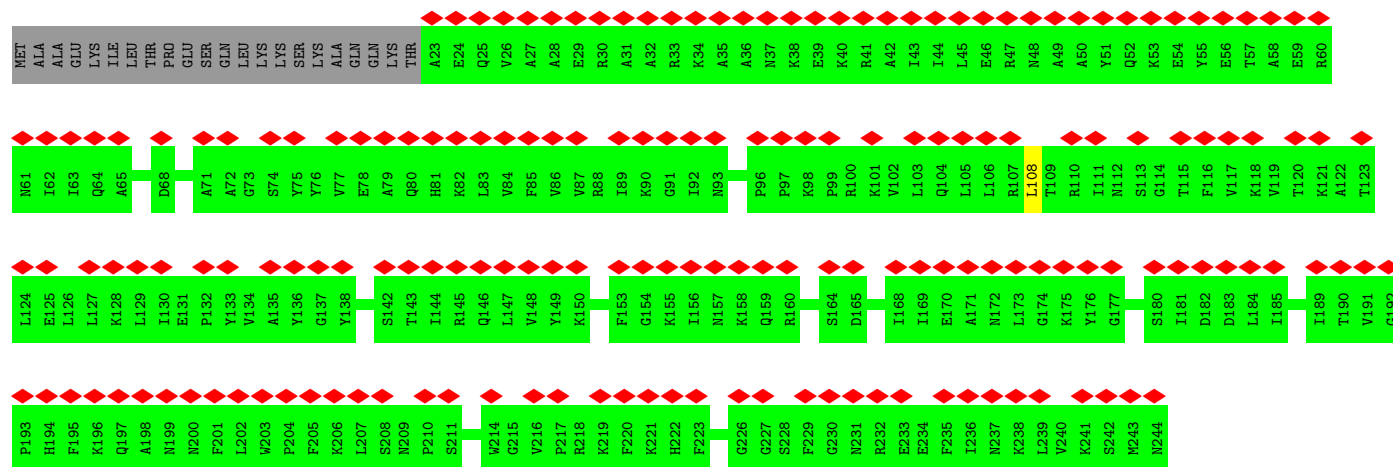 MET ALA ALA GLU LYS ILE LEU THR PRO GLU SER GLN LEU LYS LYS SER LYS ALA GLN GLN LYS THR A23 E24 Q25 V26 A27 A28 E29 R30 A31 A32 R33 K34 A35 A36 N37 K38 E39 K40 R41 A42 I43 I44 L45 E46 R47 N48 A49 A50 Y51 Q52 K53 E54 Y55 E56 T57 A58 E59 R60
N61 I62 I63 Q64 A65 D68 A71 A72 G73 S74 Y75 Y76 V77 E78 A79 Q80 H81 K82 L83 V84 F85 V86 V87 R88 I89 K90 G91 I92 N93 P96 P97 K98 P99 R100 K101 V102 L103 Q104 L105 L106 R107 L108 T109 R110 I111 N112 S113 G114 T115 F116 V117 K118 V119 T120 K121 A122 T123
L124 E125 L126 L127 K128 L129 I130 E131 P132 Y133 V134 A135 Y136 G137 Y138 S142 T143 I144 R145 Q146 L147 V148 Y149 K150 F153 G154 K155 I156 N157 K158 Q159 R160 S164 D165 I168 I169 E170 A171 N172 L173 G174 K175 Y176 G177 S180 I181 D182 D183 L184 I185 I189 T190 V191 G192
P193 H194 F195 K196 Q197 A198 N199 N200 F201 L202 W203 P204 F205 K206 L207 S208 N209 P210 S211 W214 G215 V216 P217 R218 K219 F220 K221 H222 F223 G226 G227 S228 F229 G230 N231 R232 E233 E234 F235 I236 N237 K238 L239 V240 K241 S242 M243 N244